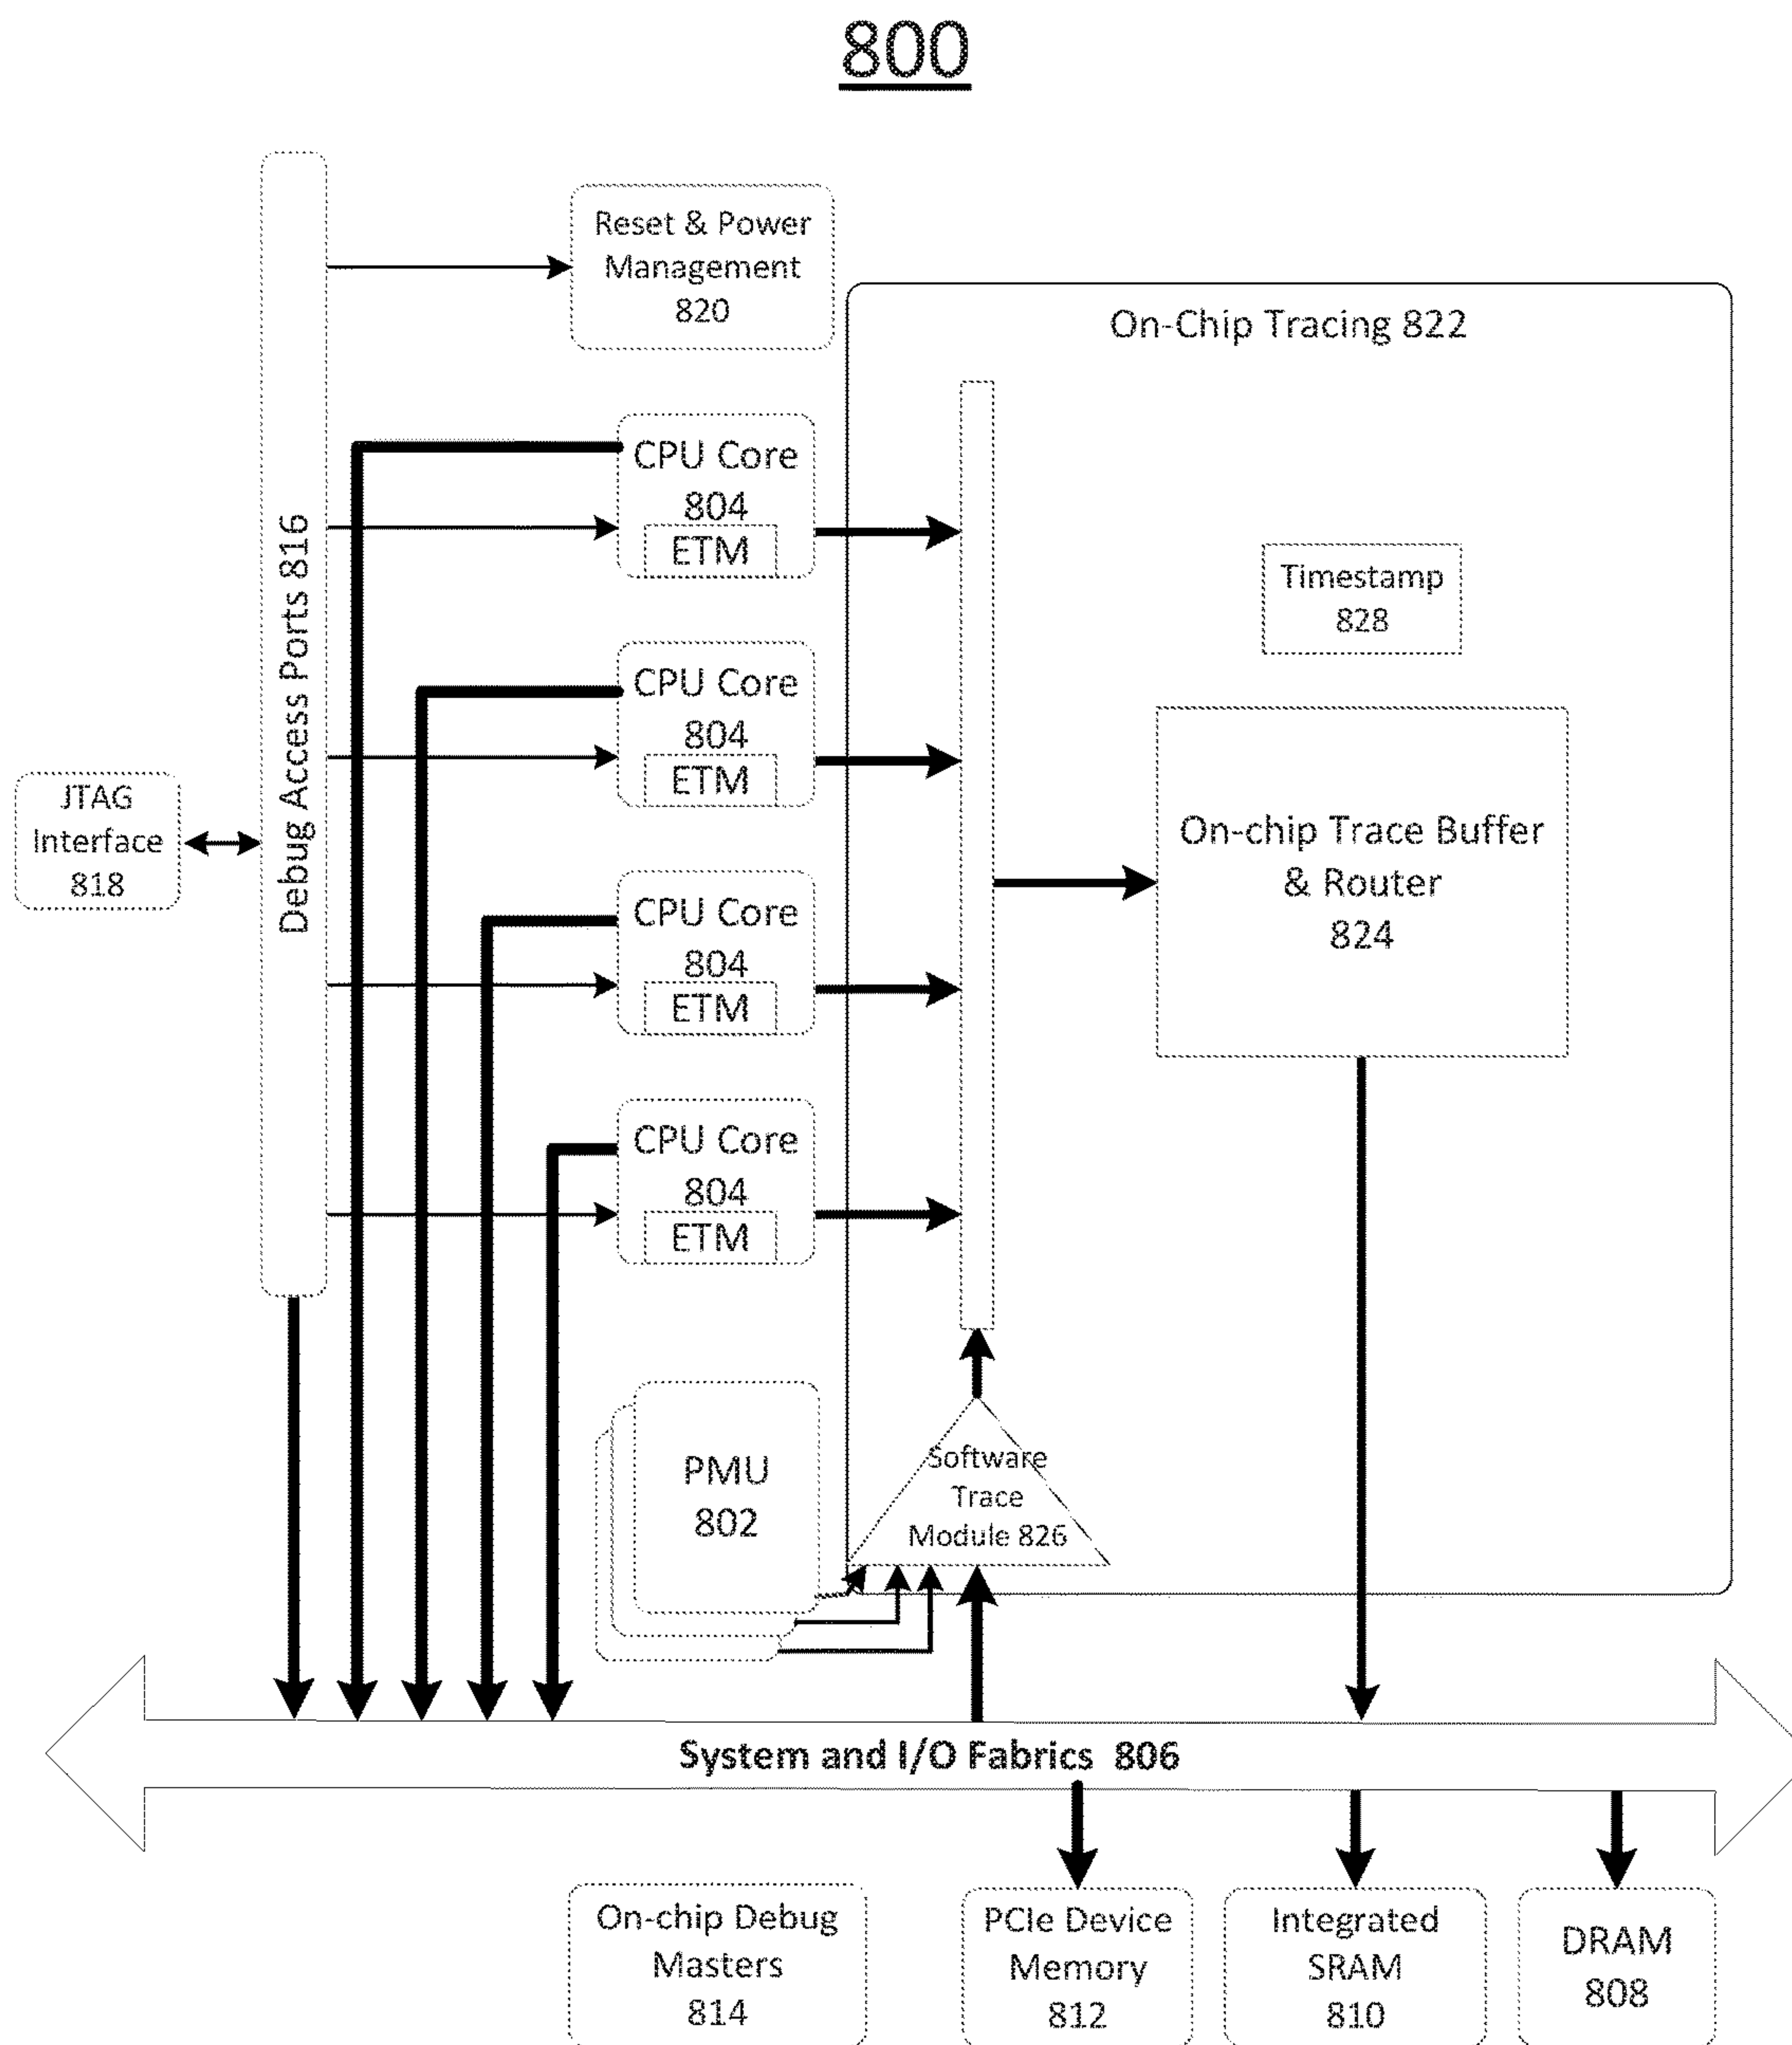 800
Reset & Power
Management
820
On-Chip Tracing 822
Debug Access Ports 816
CPU Core
804
ETM
Timestamp
828
CPU Core
804
ETM
JTAG
Interface
818
On-chip Trace Buffer
& Router
824
CPU Core
804
ETM
CPU Core
804
ETM
PMU
802
Software
Trace
Module 826
System and I/O Fabrics 806
On-chip Debug
Masters
814
PCIe Device
Memory
812
Integrated
SRAM
810
DRAM
808